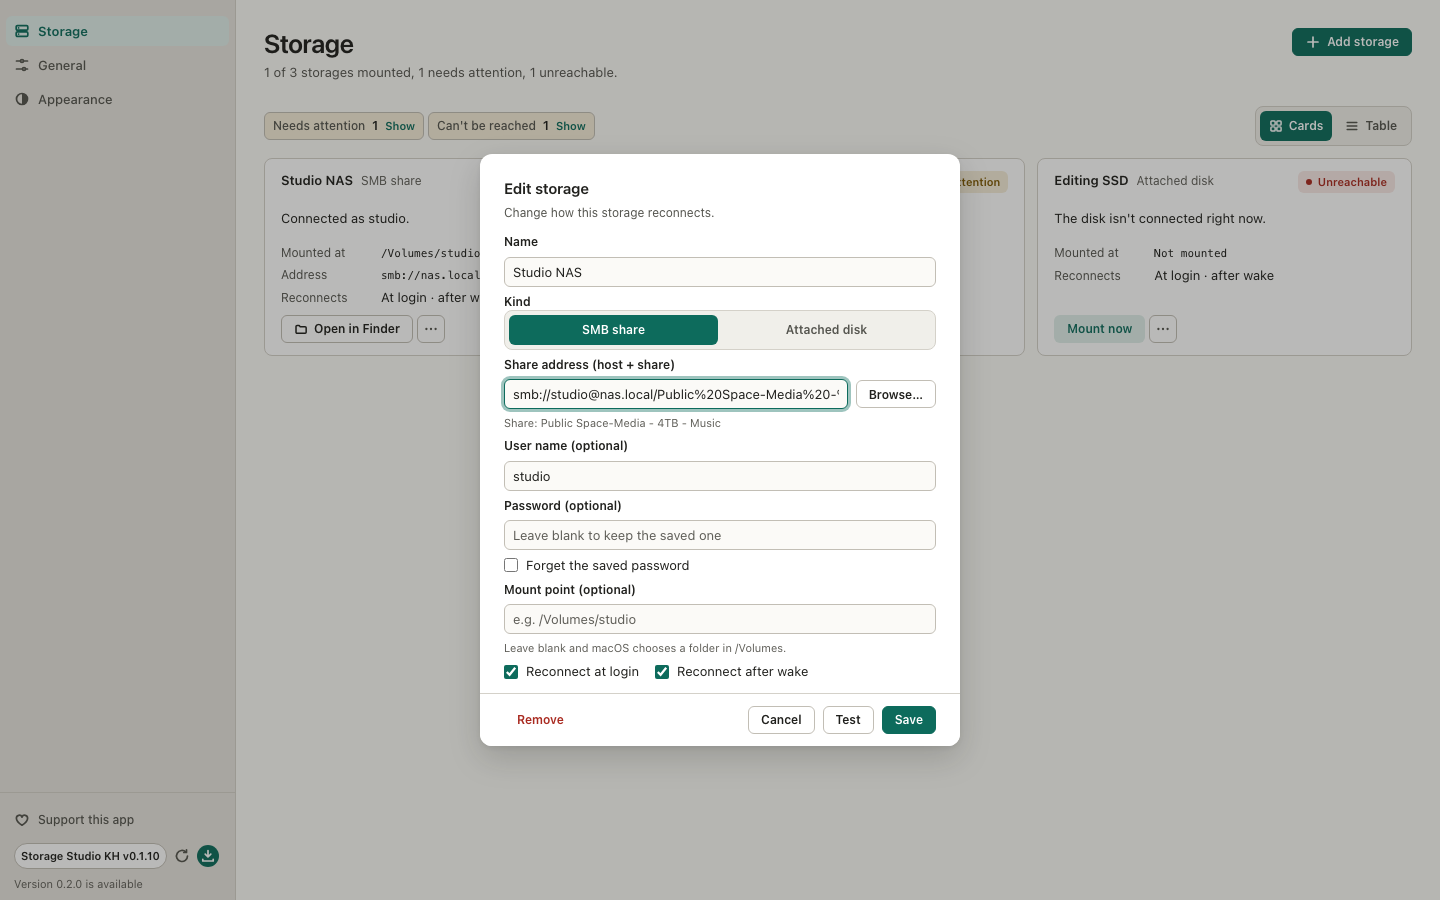 Storage
General
Appearance
Storage
1 of 3 storages mounted, 1 needs attention, 1 unreachable.
Add storage
Needs attention 1 Show
Can't be reached 1 Show
Cards
Table
Studio NAS SMB share
Connected as studio.
Mounted at /Volumes/studio
Address smb://nas.local
Reconnects At login · after w
Open in Finder
Editing SSD Attached disk
Unreachable
The disk isn't connected right now.
Mounted at Not mounted
Reconnects At login · after wake
Mount now
Edit storage
Change how this storage reconnects.
Name
Studio NAS
Kind
SMB share
Attached disk
Share address (host + share)
smb://studio@nas.local/Public%20Space-Media%20-
Browse...
Share: Public Space-Media - 4TB - Music
User name (optional)
studio
Password (optional)
Leave blank to keep the saved one
Forget the saved password
Mount point (optional)
e.g. /Volumes/studio
Leave blank and macOS chooses a folder in /Volumes.
Reconnect at login
Reconnect after wake
Remove
Cancel
Test
Save
Support this app
Storage Studio KH v0.1.10
Version 0.2.0 is available